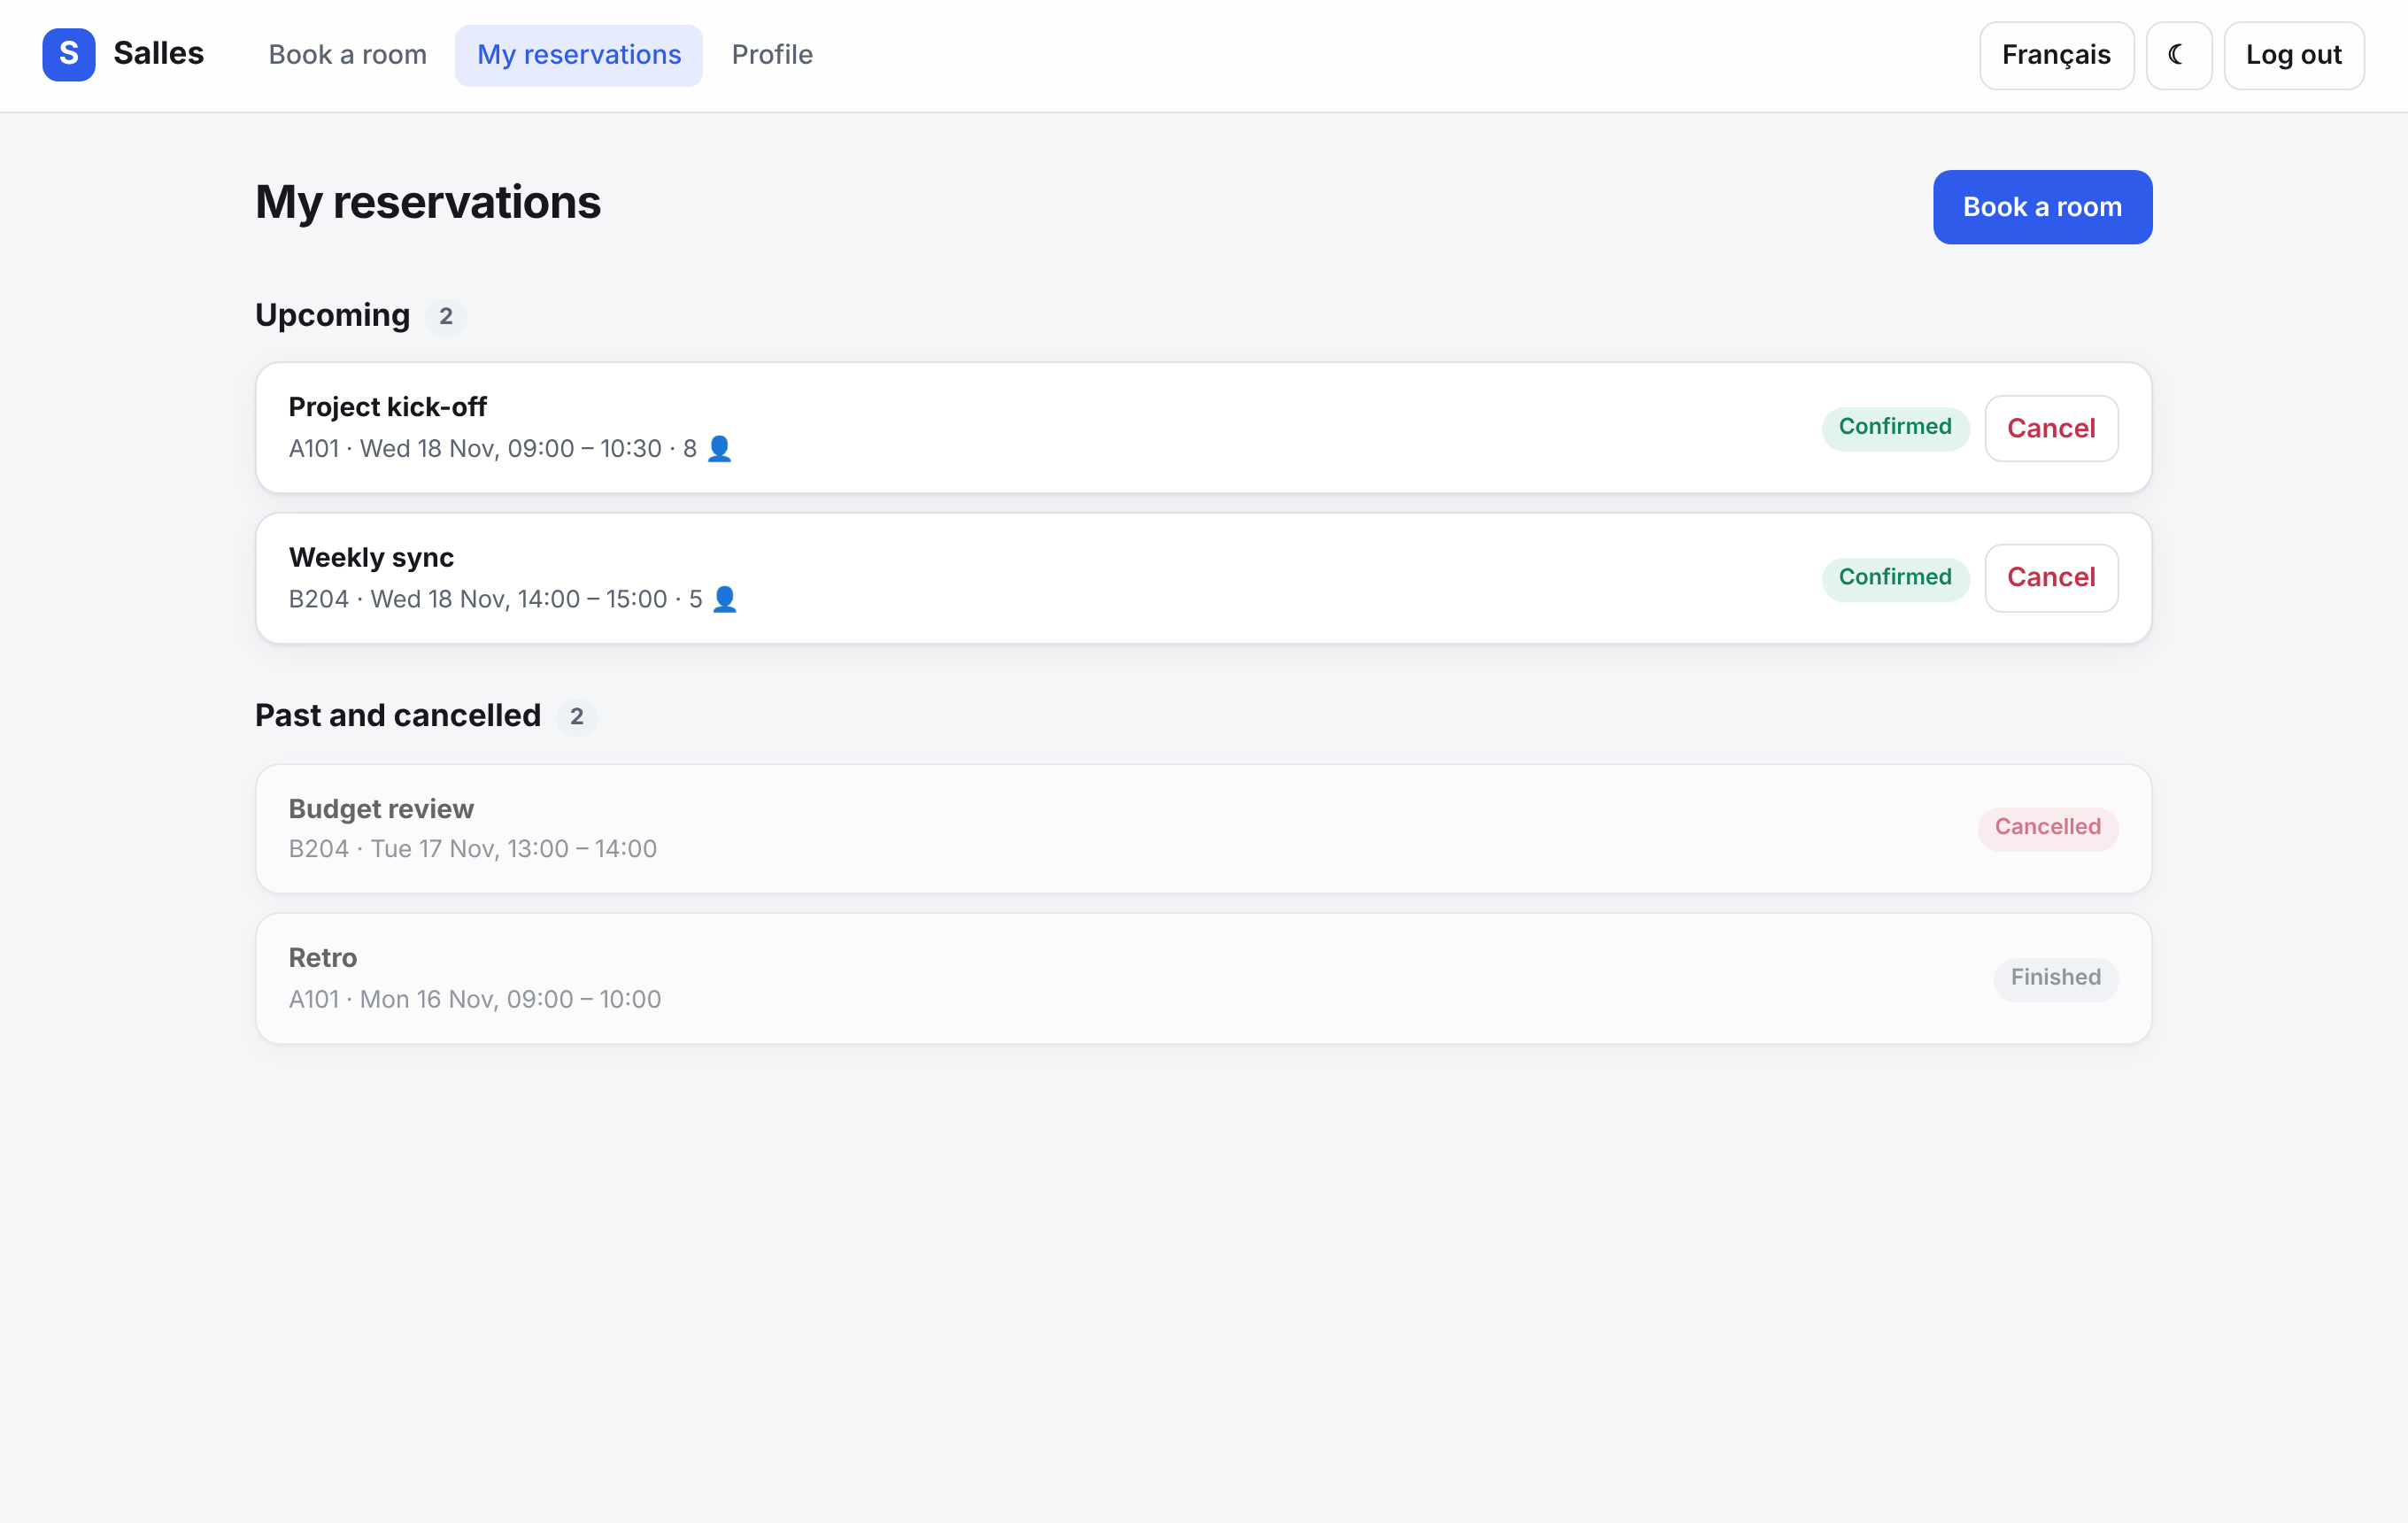 S Salles Book a room My reservations Profile Français ☾ Log out
My reservations Book a room
Upcoming 2
Project kick-off
A101 · Wed 18 Nov, 09:00 – 10:30 · 8 👤
Confirmed Cancel
Weekly sync
B204 · Wed 18 Nov, 14:00 – 15:00 · 5 👤
Confirmed Cancel
Past and cancelled 2
Budget review
B204 · Tue 17 Nov, 13:00 – 14:00
Cancelled
Retro
A101 · Mon 16 Nov, 09:00 – 10:00
Finished